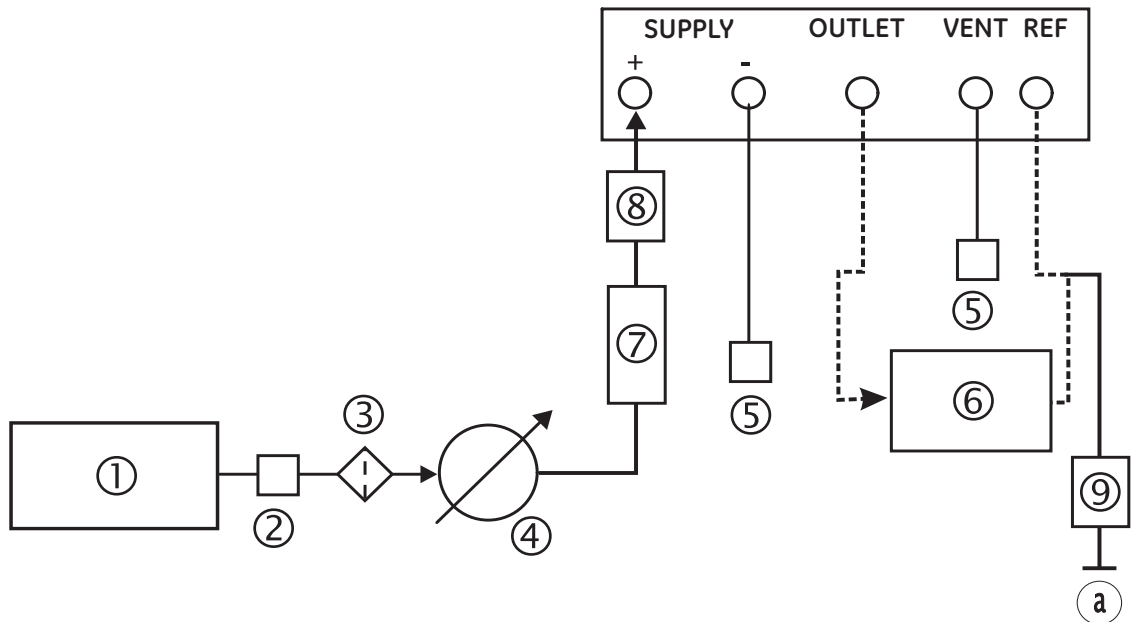 SUPPLY OUTLET VENT REF
+ -
⑧
⑤
⑦
③ ⑤ ⑥
①
② ④ ⑨
a